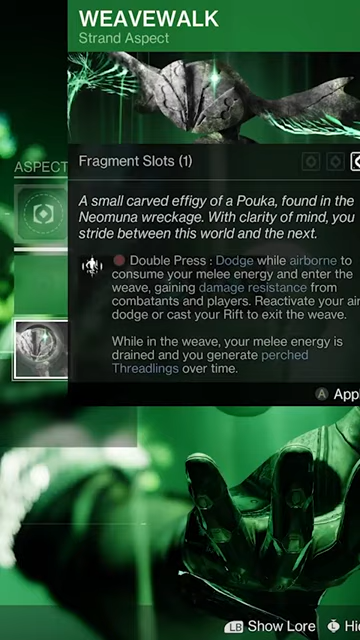 WEAVEWALK
Strand Aspect
Fragment Slots (1)
ASPECT
A small carved effigy of a Pouka, found in the
Neomuna wreckage. With clarity of mind, you
stride between this world and the next.
Double Press : Dodge while airborne to
consume your melee energy and enter the
weave, gaining damage resistance from
combatants and players. Reactivate your air
dodge or cast your Rift to exit the weave.
While in the weave, your melee energy is
drained and you generate perched
Threadlings over time.
A Appl
LB Show Lore L Hi